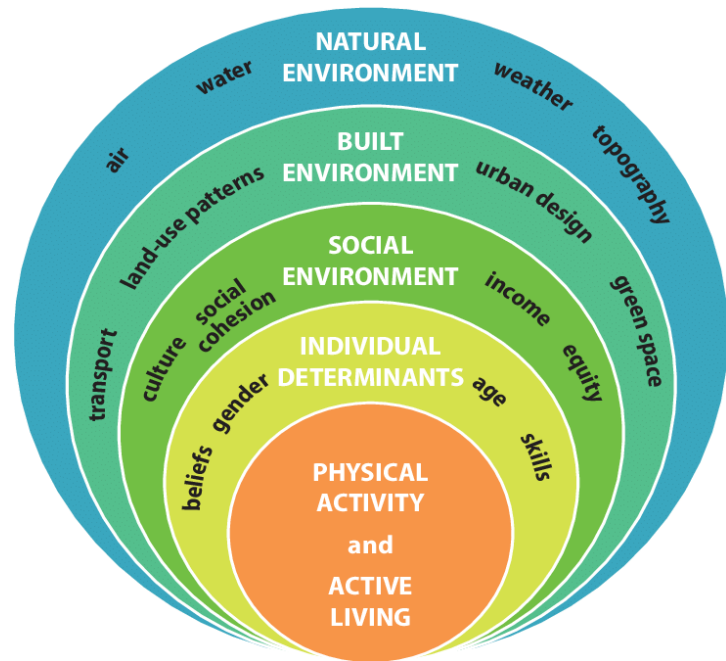 NATURAL
ENVIRONMENT
air
water
weather
topography
BUILT
ENVIRONMENT
transport
land-use patterns
urban design
green space
SOCIAL
ENVIRONMENT
culture
social
cohesion
income
equity
INDIVIDUAL
DETERMINANTS
beliefs
gender
age
skills
PHYSICAL
ACTIVITY
and
ACTIVE
LIVING